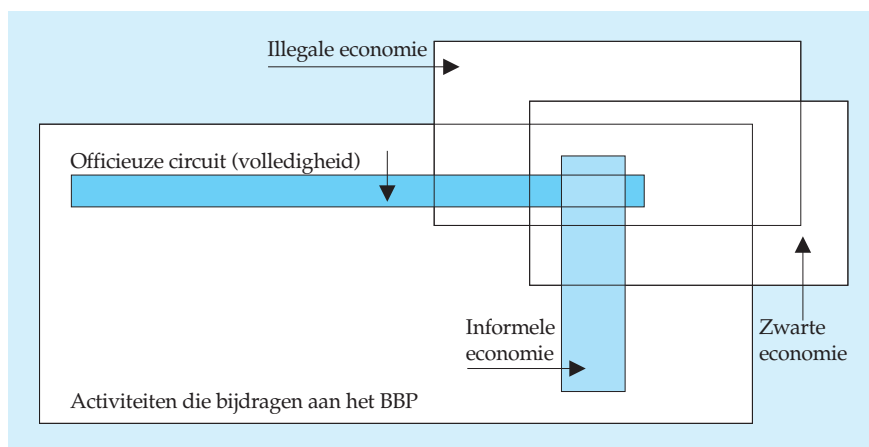 Illegale economie
Officieuze circuit (volledigheid)
Informele
economie
Zwarte
economie
Activiteiten die bijdragen aan het BBP